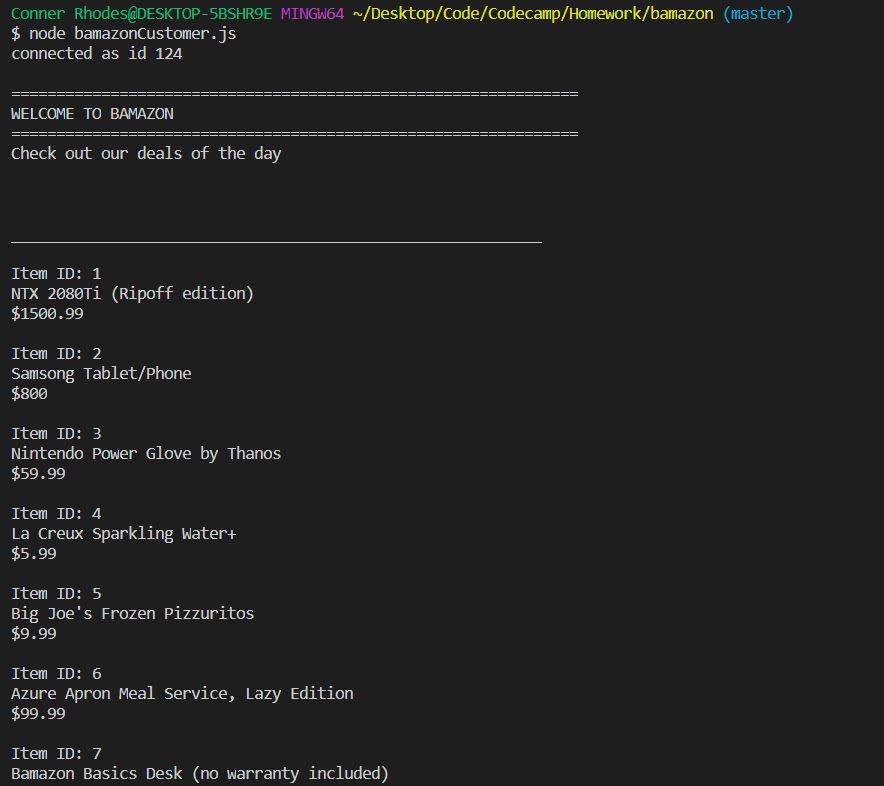 Conner Rhodes@DESKTOP-5BSHR9E MINGW64 ~/Desktop/Code/Codecamp/Homework/bamazon (master)
$ node bamazonCustomer.js
connected as id 124
===============================================================
WELCOME TO BAMAZON
===============================================================
Check out our deals of the day
___________________________________________________________
Item ID: 1
NTX 2080Ti (Ripoff edition)
$1500.99
Item ID: 2
Samsong Tablet/Phone
$800
Item ID: 3
Nintendo Power Glove by Thanos
$59.99
Item ID: 4
La Creux Sparkling Water+
$5.99
Item ID: 5
Big Joe's Frozen Pizzuritos
$9.99
Item ID: 6
Azure Apron Meal Service, Lazy Edition
$99.99
Item ID: 7
Bamazon Basics Desk (no warranty included)